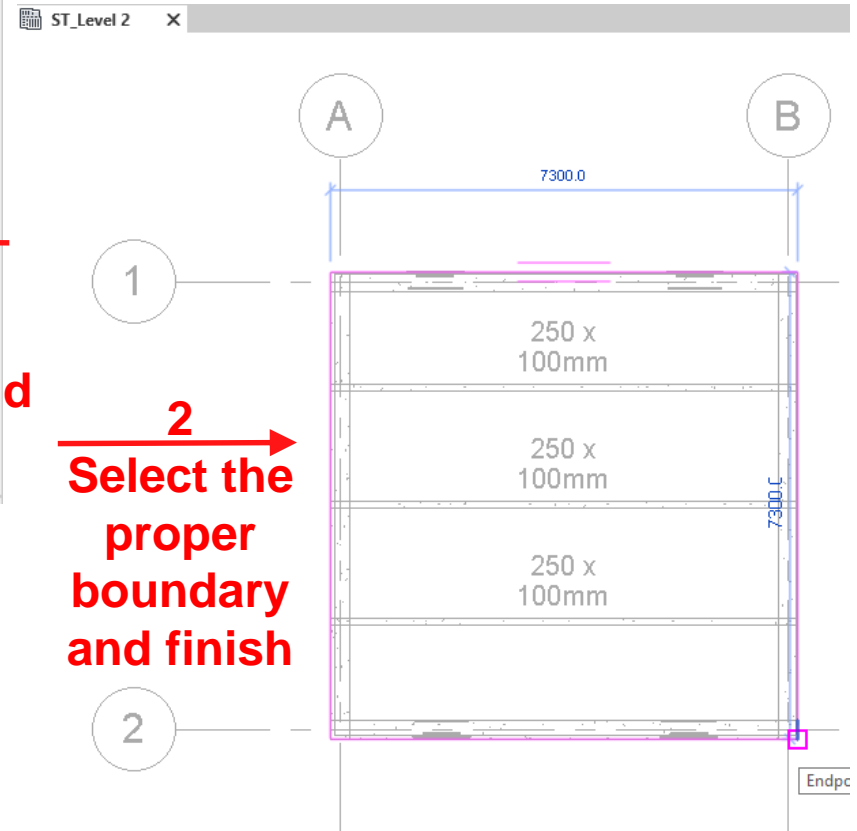 ST_Level 2
A
B
7300.0
1
250 x
100mm
d
2
Select the
proper
boundary
and finish
250 x
100mm
7300.0
250 x
100mm
2
Endpo